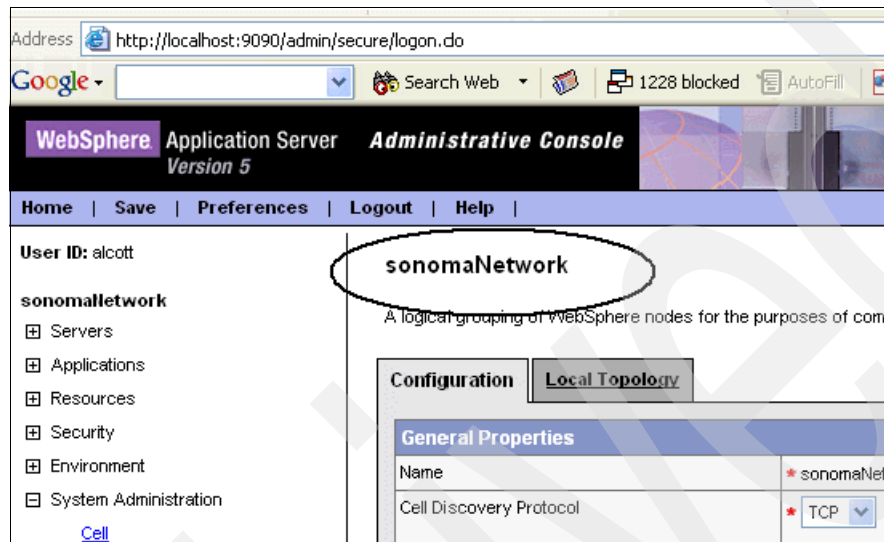 Address http://localhost:9090/admin/secure/logon.do
Google Search Web 1228 blocked AutoFill
WebSphere Application Server Administrative Console
Version 5
Home | Save | Preferences | Logout | Help |
User ID: alcott
sonomaNetwork
Servers
Applications
Resources
Security
Environment
System Administration
Cell
sonomaNetwork
A logical grouping of WebSphere nodes for the purposes of com
Configuration Local Topology
General Properties
Name * sonomaNet
Cell Discovery Protocol * TCP